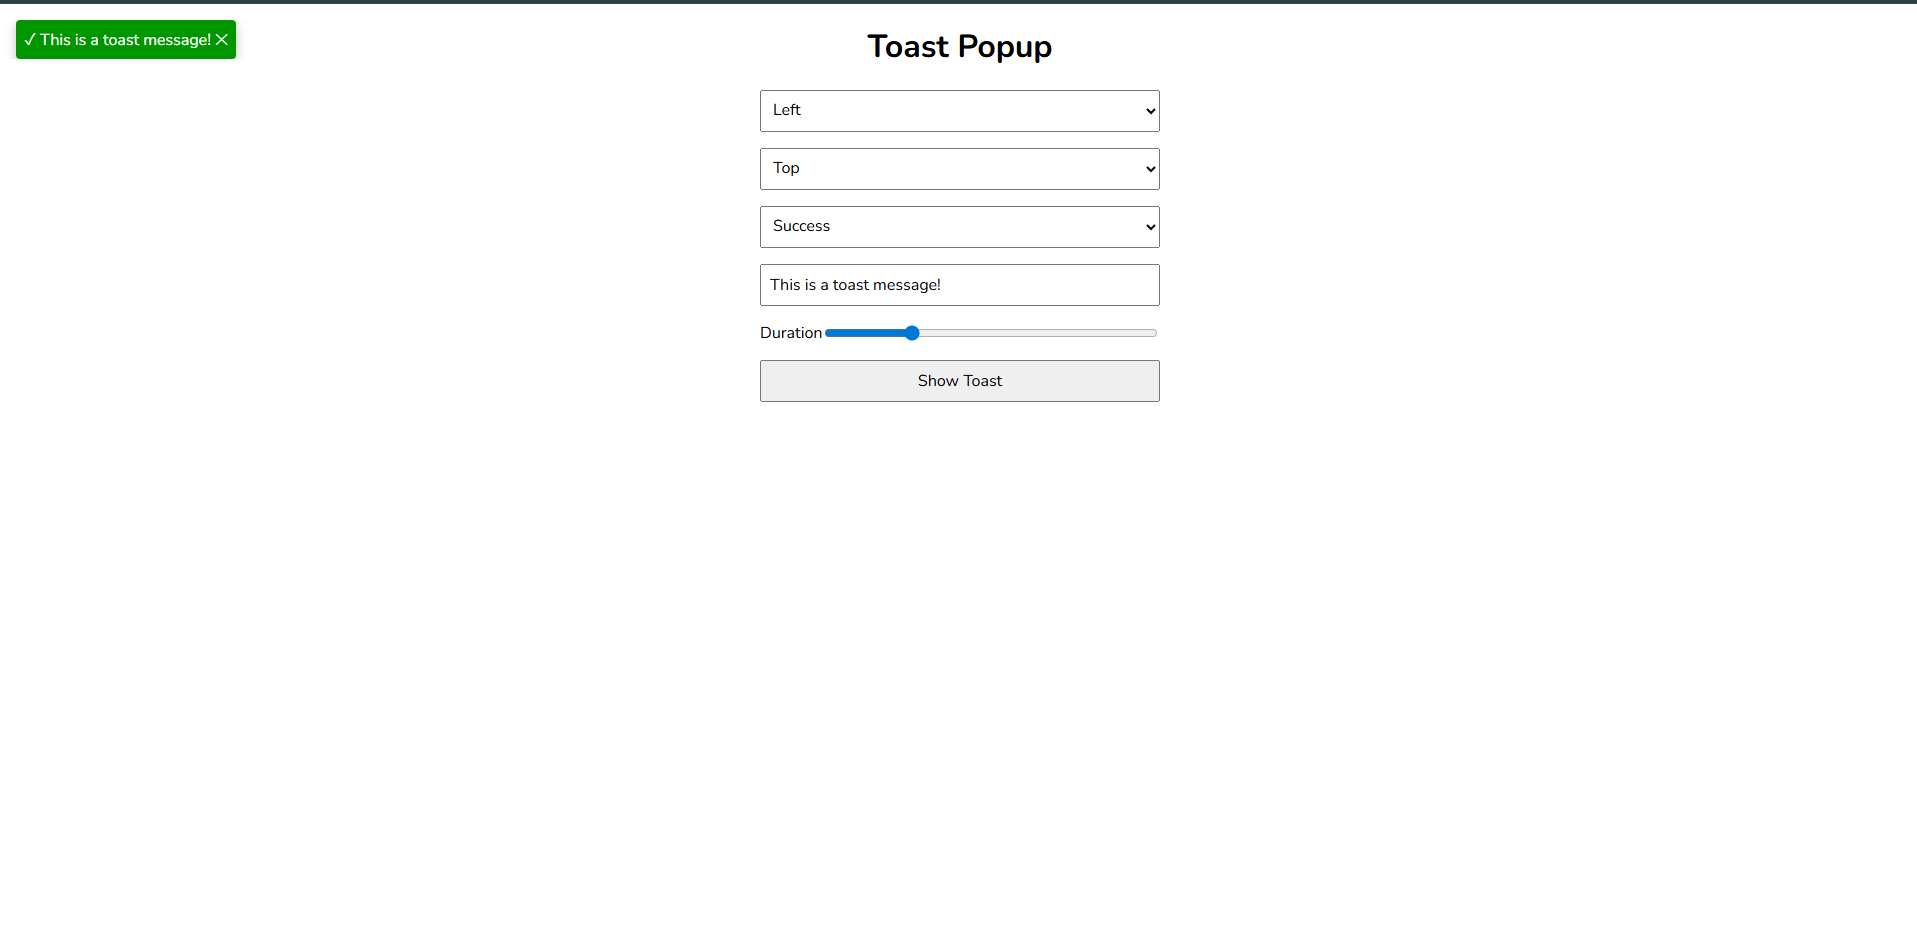 ✓ This is a toast message! ✕
Toast Popup
Left
Top
Success
This is a toast message!
Duration
Show Toast